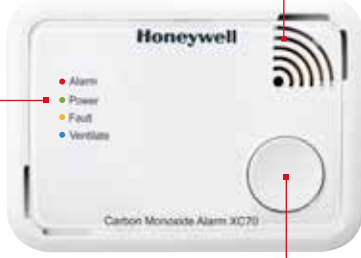 Honeywell
Alarm
Power
Fault
Ventilate
Carbon Monoxide Alarm XC70